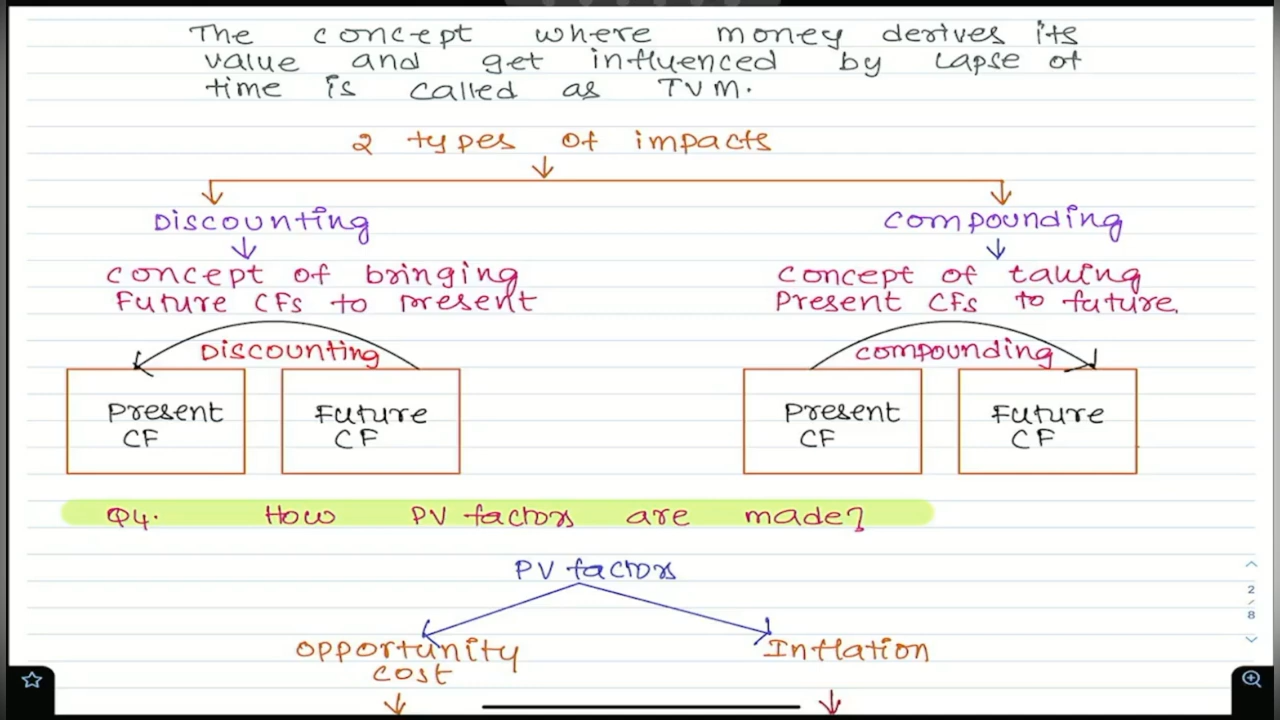 The concept where money derives its
value and get influenced by lapse of
time is called as TVM.
2 types of impacts
Discounting
compounding
concept of bringing
Future CFs to present
concept of taking
Present CFs to future.
Discounting
compounding
Present
CF
Future
CF
Present
CF
Future
CF
Q4. How PV factors are made?
PV factors
opportunity
cost
Inflation
2
/
8